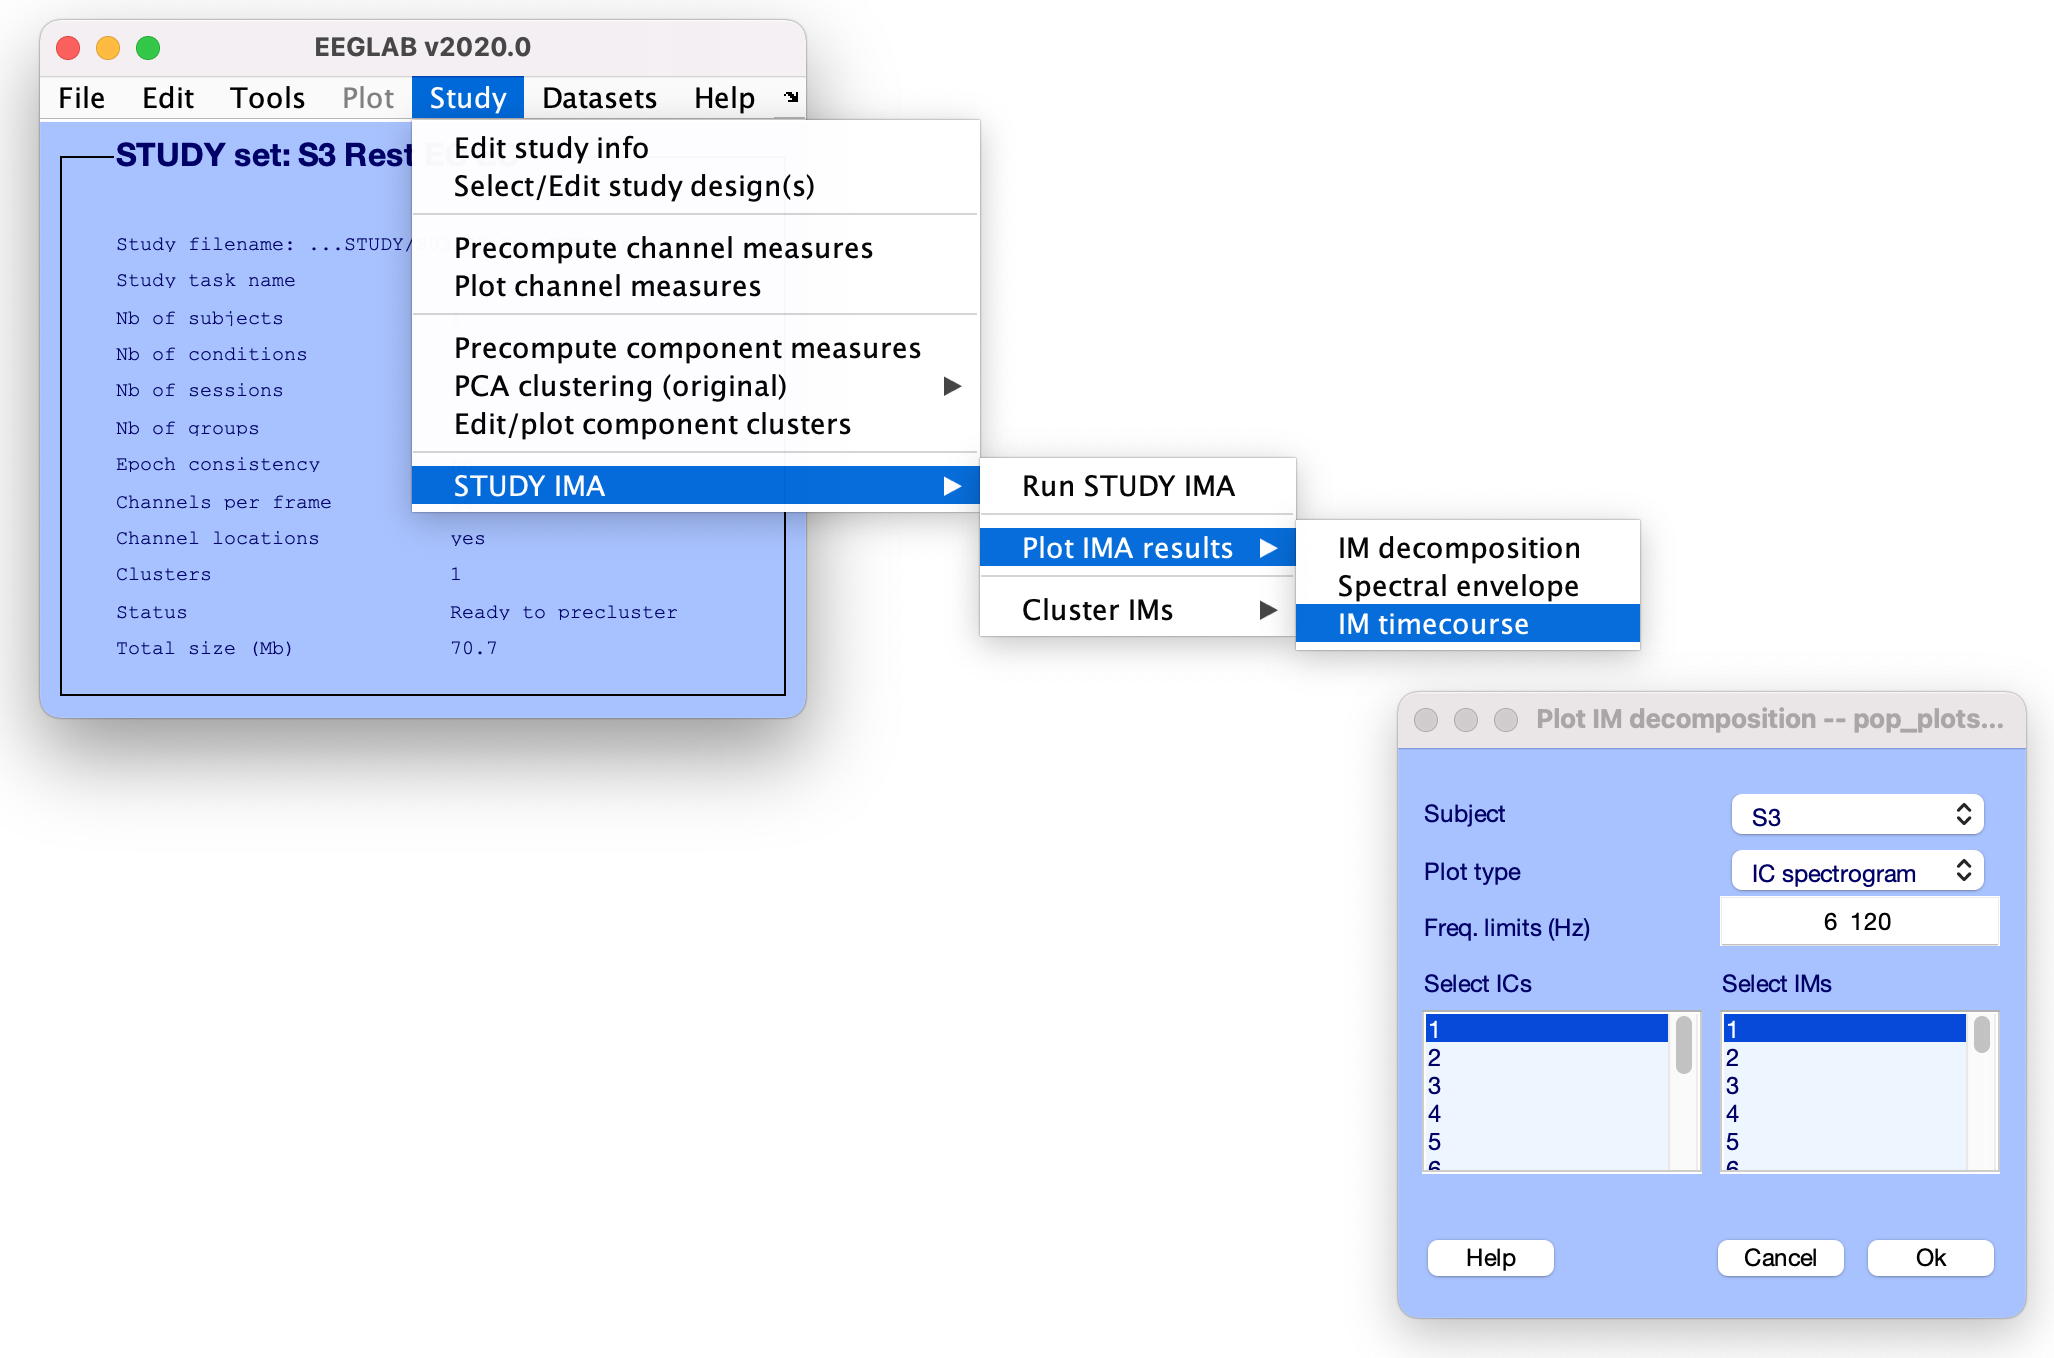 EEGLAB v2020.0
File Edit Tools Plot Study Datasets Help
STUDY set: S3 Rest
Study filename: ...STUDY/
Study task name
Nb of subjects
Nb of conditions
Nb of sessions
Nb of groups
Epoch consistency
Channels per frame
Channel locations yes
Clusters 1
Status Ready to precluster
Total size (Mb) 70.7
Edit study info
Select/Edit study design(s)
Precompute channel measures
Plot channel measures
Precompute component measures
PCA clustering (original)
Edit/plot component clusters
STUDY IMA
Run STUDY IMA
Plot IMA results
Cluster IMs
IM decomposition
Spectral envelope
IM timecourse
Plot IM decomposition -- pop_plots...
Subject S3
Plot type IC spectrogram
Freq. limits (Hz) 6 120
Select ICs Select IMs
1 1
2 2
3 3
4 4
5 5
6 6
Help Cancel Ok